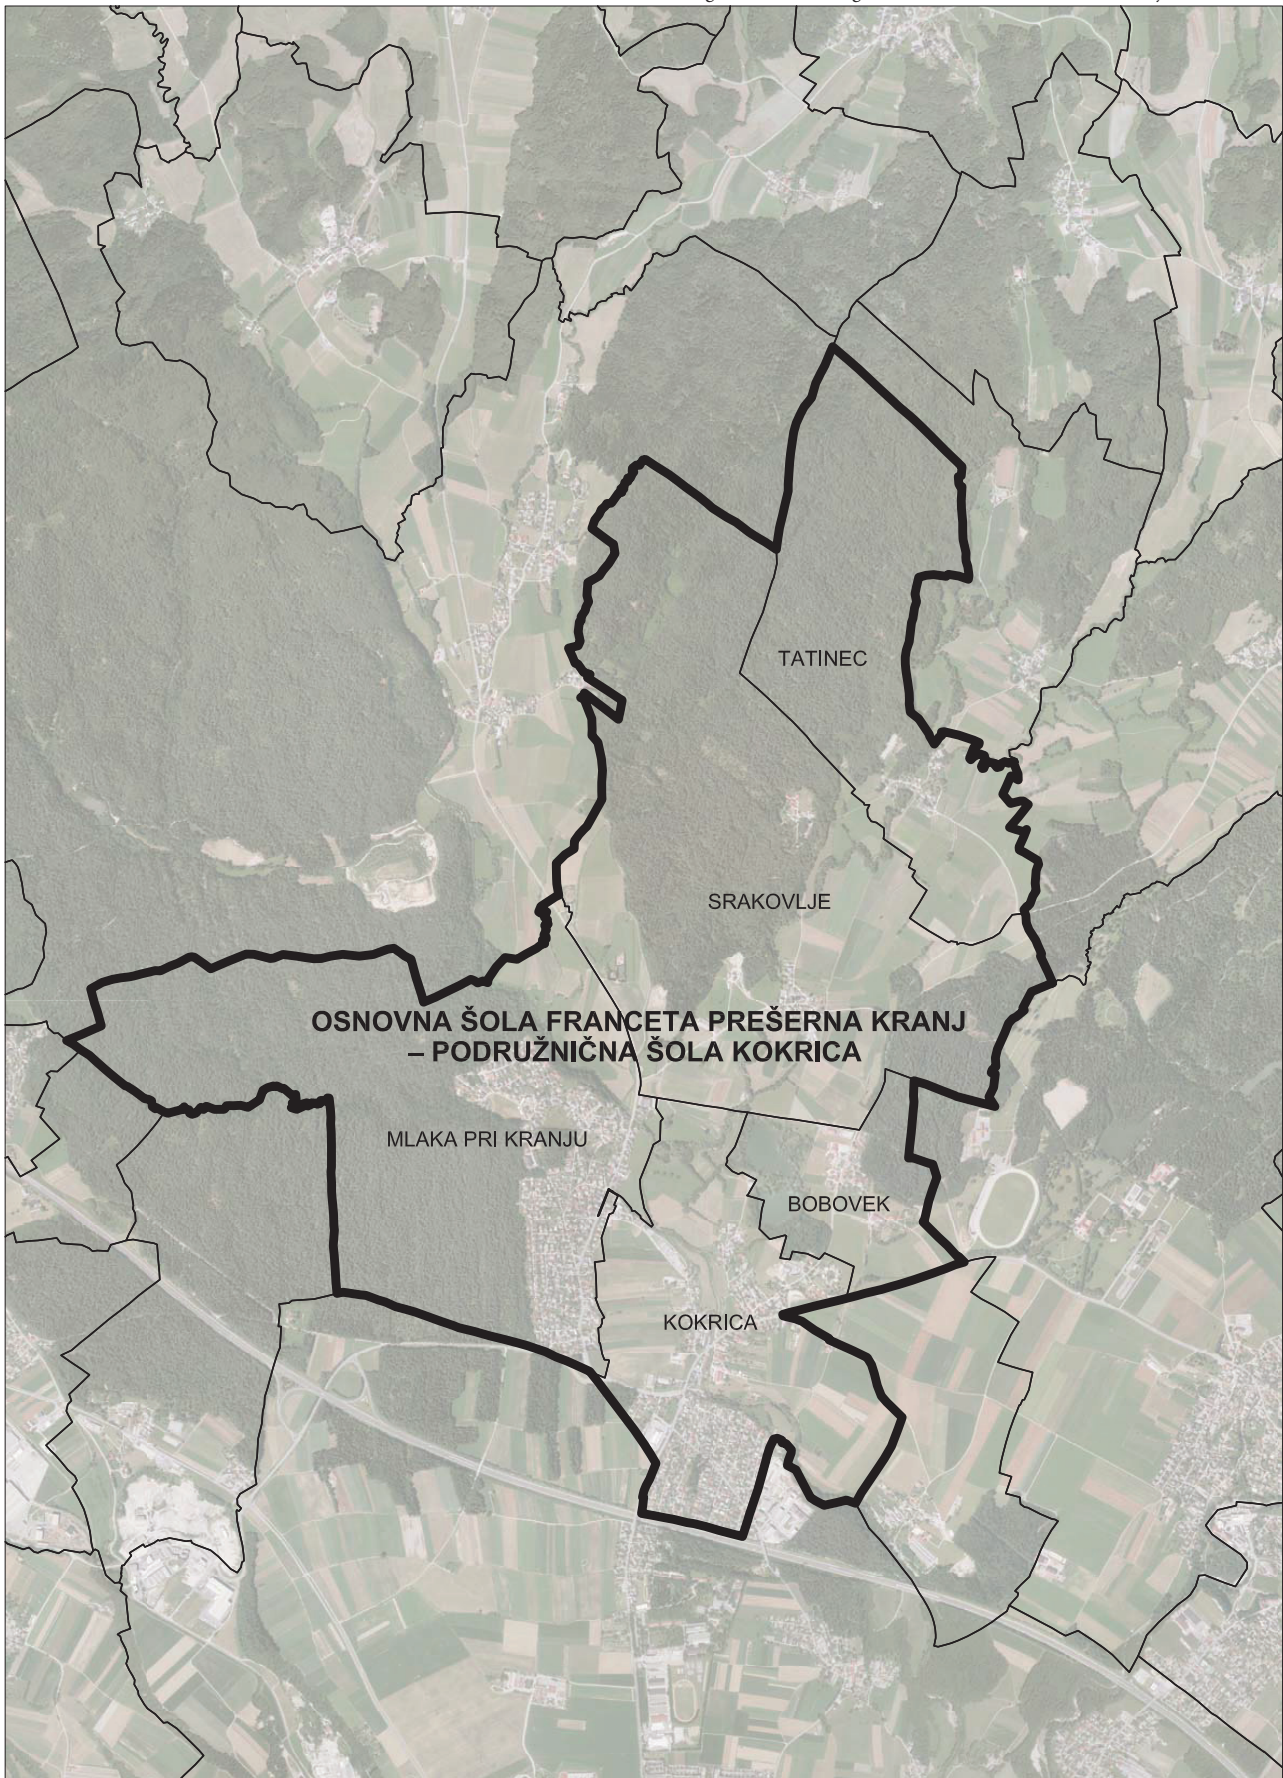 TATINEC
SRAKOVLJE
OSNOVNA ŠOLA FRANCETA PREŠERNA KRANJ
– PODRUŽNIČNA ŠOLA KOKRICA
MLAKA PRI KRANJU
BOBOVEK
KOKRICA